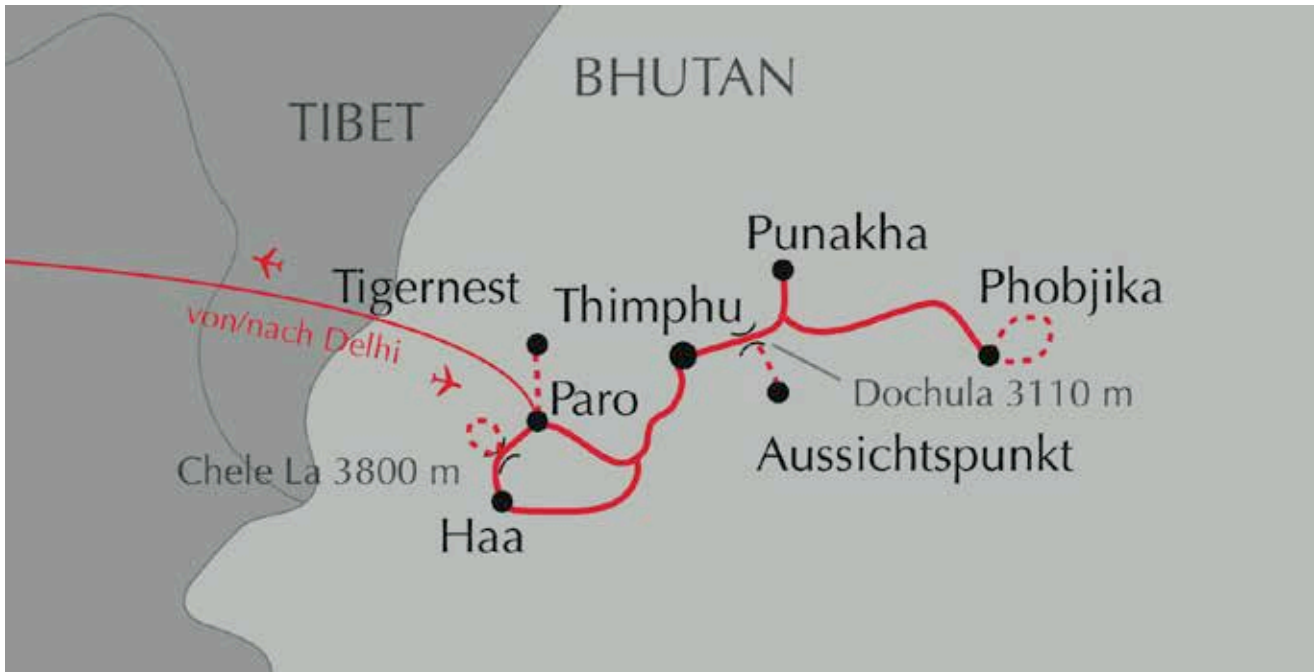 BHUTAN
TIBET
Punakha
Tigernest
Thimphu
Phobjika
von/nach Delhi
Paro
Dochula 3110 m
Aussichtspunkt
Chele La 3800 m
Haa